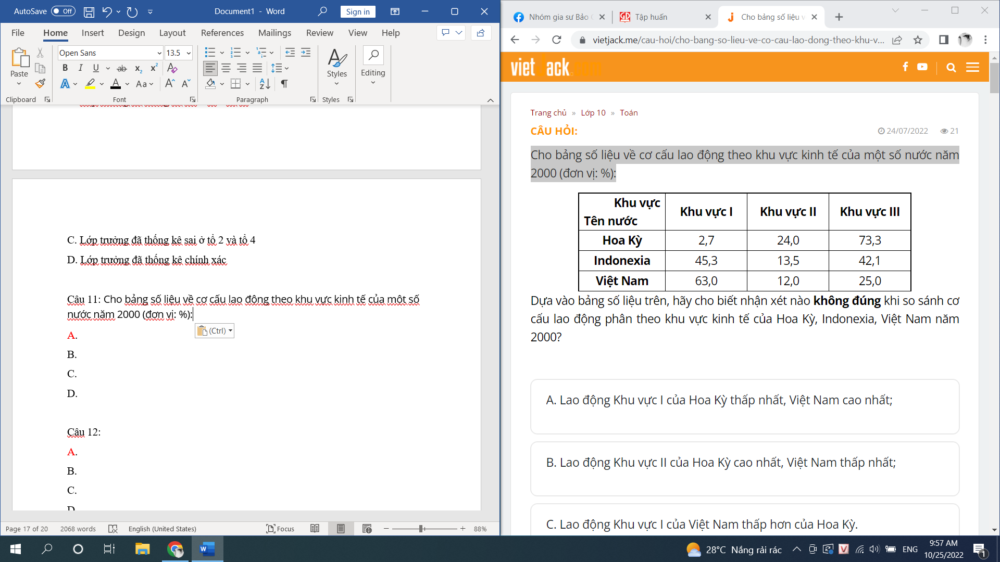 AutoSave Off Document1 - Word Sign in
File Home Insert Design Layout References Mailings Review View Help
Paste
Open Sans 13.5
B I U ab x₂ x² A
A A Aa A A
Styles
Editing
Clipboard Font Paragraph Styles
C. Lớp trưởng đã thống kê sai ở tổ 2 và tổ 4
D. Lớp trưởng đã thống kê chính xác
Câu 11: Cho bảng số liệu về cơ cấu lao động theo khu vực kinh tế của một số
nước năm 2000 (đơn vị: %):
(Ctrl)
A.
B.
C.
D.
Câu 12:
A.
B.
C.
D
Page 17 of 20 2068 words English (United States) Focus 88%
Nhóm gia sư Bảo Tập huấn Cho bảng số liệu v
vietjack.me/cau-hoi/cho-bang-so-lieu-ve-co-cau-lao-dong-theo-khu-v...
vietJack.com
Trang chủ » Lớp 10 » Toán
CÂU HỎI: 24/07/2022 21
Cho bảng số liệu về cơ cấu lao động theo khu vực kinh tế của một số nước năm
2000 (đơn vị: %):
Khu vực
Tên nước Khu vực I Khu vực II Khu vực III
Hoa Kỳ 2,7 24,0 73,3
Indonexia 45,3 13,5 42,1
Việt Nam 63,0 12,0 25,0
Dựa vào bảng số liệu trên, hãy cho biết nhận xét nào không đúng khi so sánh cơ
cấu lao động phân theo khu vực kinh tế của Hoa Kỳ, Indonexia, Việt Nam năm
2000?
A. Lao động Khu vực I của Hoa Kỳ thấp nhất, Việt Nam cao nhất;
B. Lao động Khu vực II của Hoa Kỳ cao nhất, Việt Nam thấp nhất;
C. Lao động Khu vực I của Việt Nam thấp hơn của Hoa Kỳ.
28°C Nắng rải rác ENG
9:57 AM
10/25/2022
1